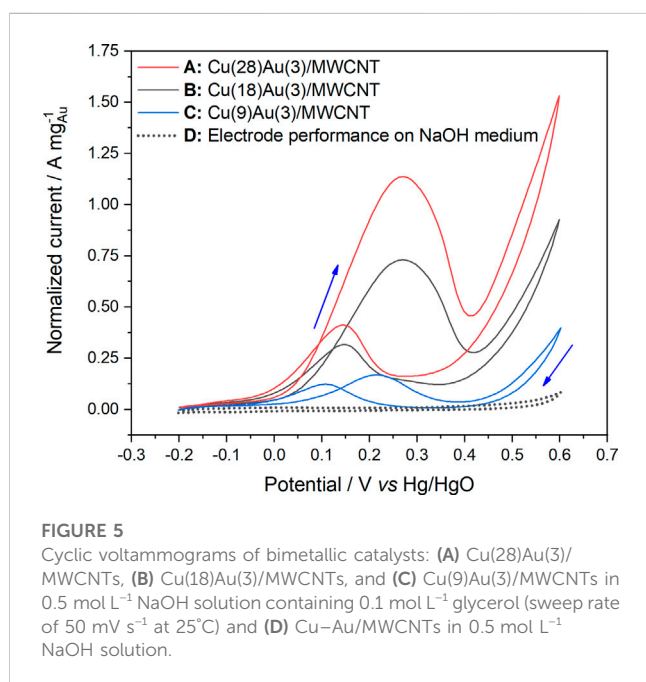 1.75
1.50
1.25
1.00
0.75
0.50
0.25
0.00
Normalized current / A mg⁻¹Au
A: Cu(28)Au(3)/MWCNT
B: Cu(18)Au(3)/MWCNT
C: Cu(9)Au(3)/MWCNT
D: Electrode performance on NaOH medium
-0.3 -0.2 -0.1 0.0 0.1 0.2 0.3 0.4 0.5 0.6 0.7
Potential / V vs Hg/HgO
FIGURE 5
Cyclic voltammograms of bimetallic catalysts: (A) Cu(28)Au(3)/
MWCNTs, (B) Cu(18)Au(3)/MWCNTs, and (C) Cu(9)Au(3)/MWCNTs in
0.5 mol L⁻¹ NaOH solution containing 0.1 mol L⁻¹ glycerol (sweep rate
of 50 mV s⁻¹ at 25°C) and (D) Cu–Au/MWCNTs in 0.5 mol L⁻¹
NaOH solution.